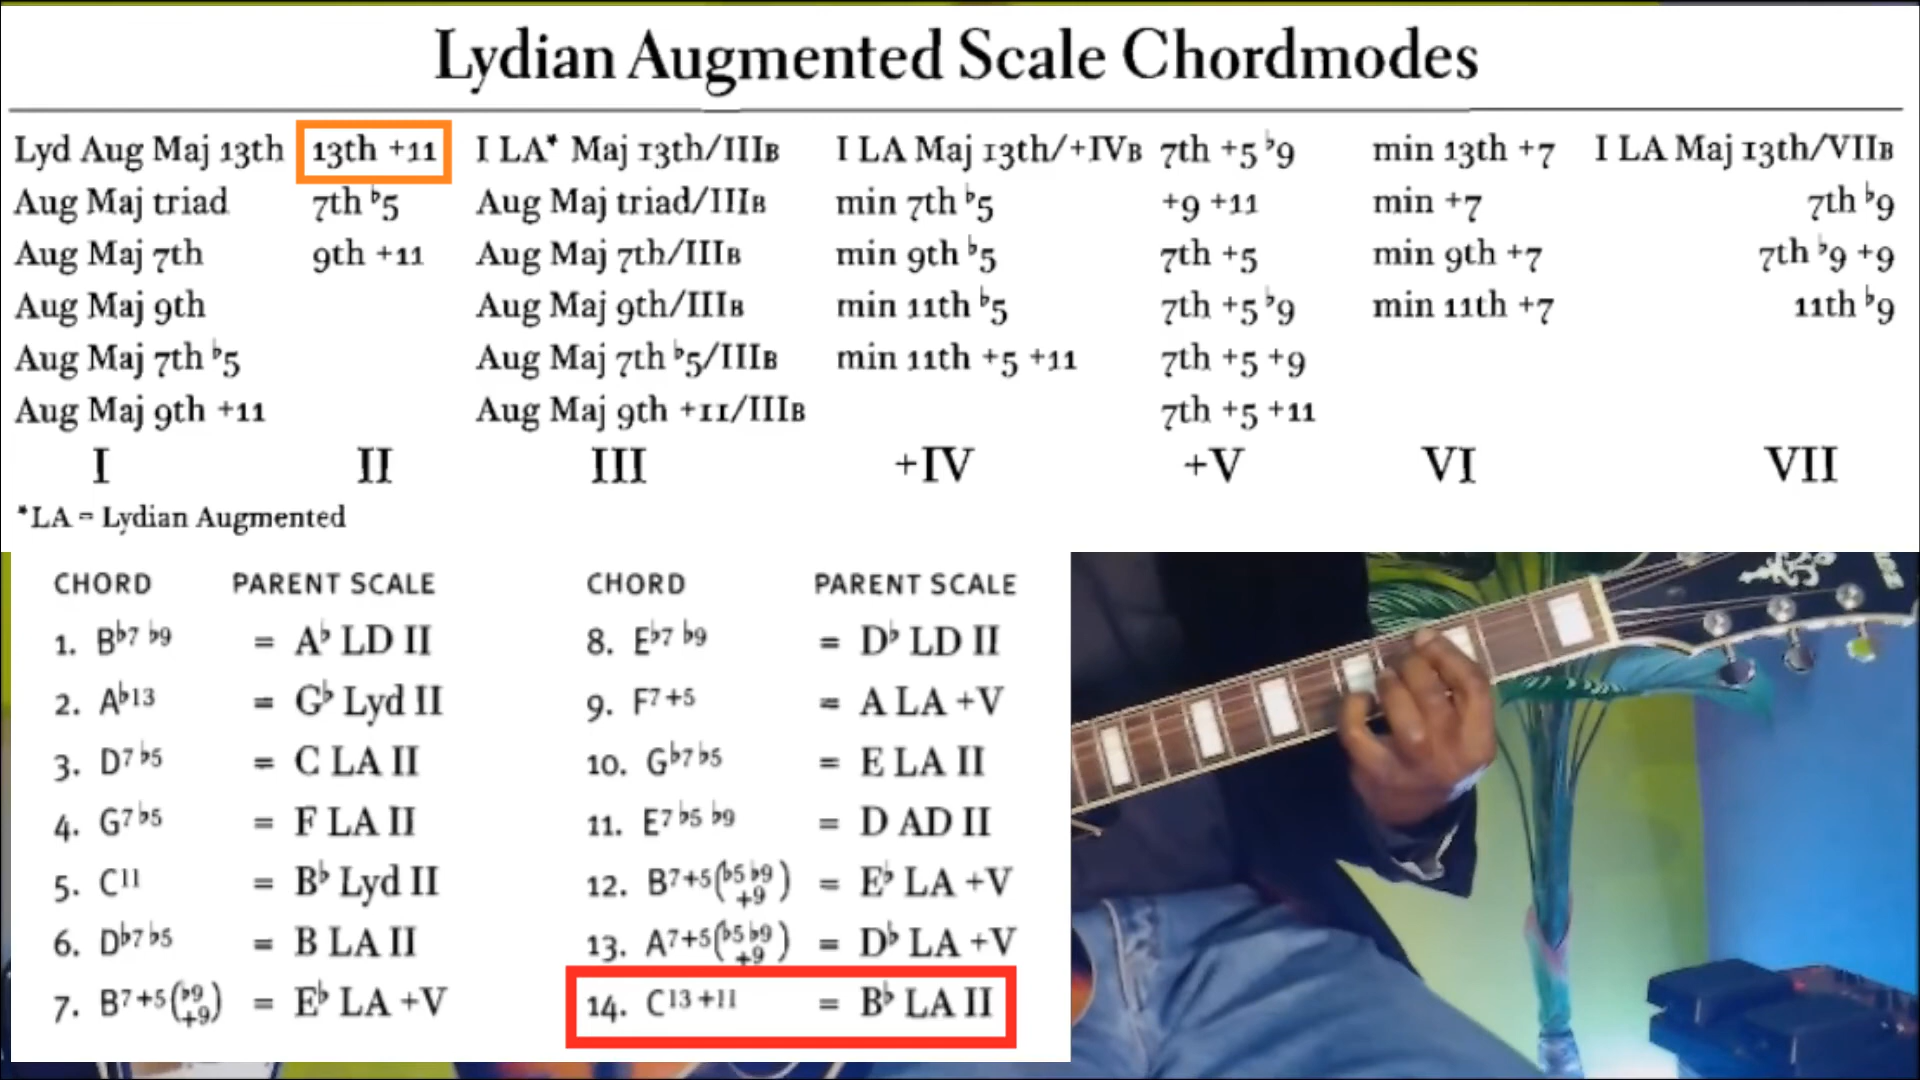 Lydian Augmented Scale Chordmodes
Lyd Aug Maj 13th 13th +11 I LA* Maj 13th/IIIB I LA Maj 13th/+IVB 7th +5 ♭9 min 13th +7 I LA Maj 13th/VIIB
Aug Maj triad 7th ♭5 Aug Maj triad/IIIB min 7th ♭5 +9 +11 min +7 7th ♭9
Aug Maj 7th 9th +11 Aug Maj 7th/IIIB min 9th ♭5 7th +5 min 9th +7 7th ♭9 +9
Aug Maj 9th Aug Maj 9th/IIIB min 11th ♭5 7th +5 ♭9 min 11th +7 11th ♭9
Aug Maj 7th ♭5 Aug Maj 7th ♭5/IIIB min 11th +5 +11 7th +5 +9
Aug Maj 9th +11 Aug Maj 9th +11/IIIB 7th +5 +11
I II III +IV +V VI VII
*LA = Lydian Augmented
CHORD PARENT SCALE CHORD PARENT SCALE
1. B♭7 ♭9 = A♭ LD II 8. E♭7 ♭9 = D♭ LD II
2. A♭13 = G♭ Lyd II 9. F7+5 = A LA +V
3. D7♭5 = C LA II 10. G♭7♭5 = E LA II
4. G7♭5 = F LA II 11. E7♭5 ♭9 = D AD II
5. C11 = B♭ Lyd II 12. B7+5(♭5 ♭9 +9) = E♭ LA +V
6. D♭7♭5 = B LA II 13. A7+5(♭5 ♭9 +9) = D♭ LA +V
7. B7+5(♭9 +9) = E♭ LA +V 14. C13+11 = B♭ LA II